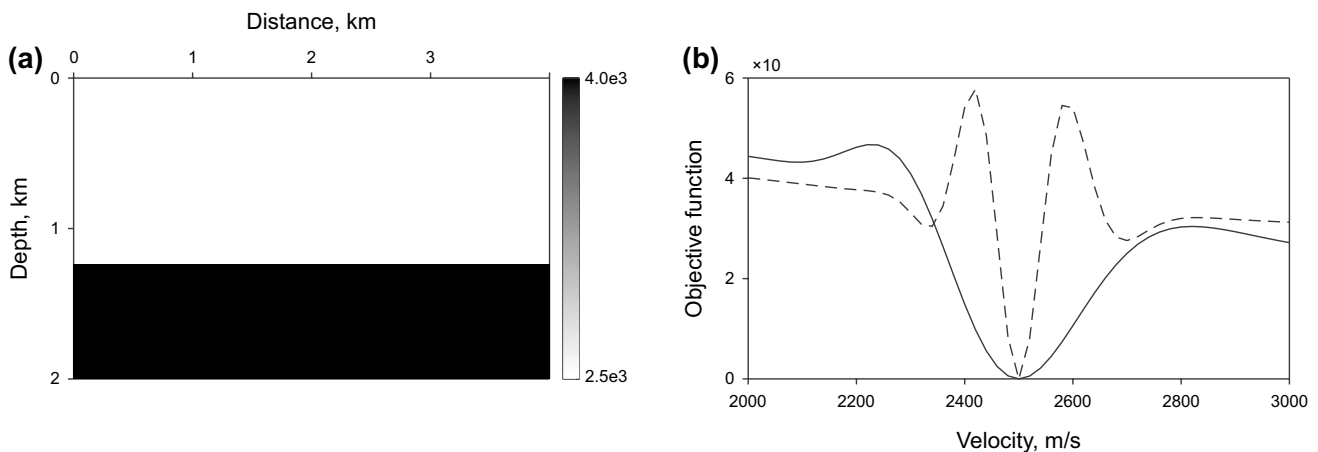 Distance, km
(a)
0 1 2 3
0
1
2
Depth, km
4.0e3
2.5e3
(b)
×10
6
4
2
0
Objective function
2000 2200 2400 2600 2800 3000
Velocity, m/s